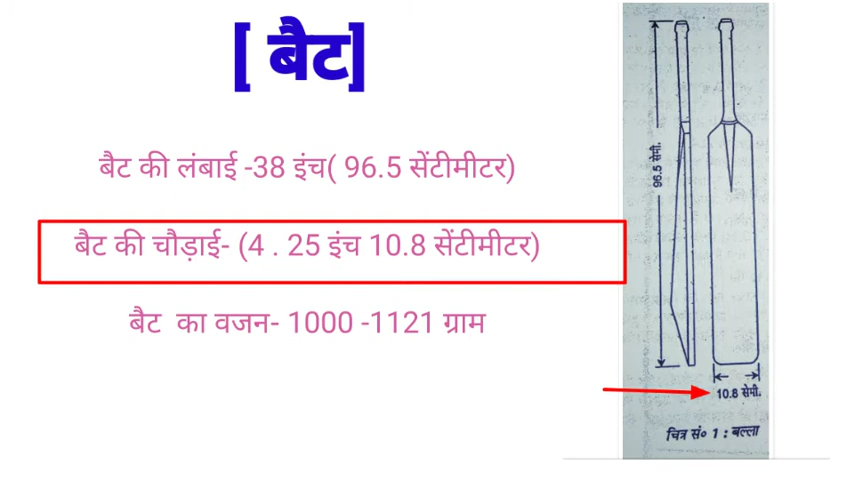 [ बैट]
बैट की लंबाई -38 इंच( 96.5 सेंटीमीटर)
बैट की चौड़ाई- (4 . 25 इंच 10.8 सेंटीमीटर)
बैट का वजन- 1000 -1121 ग्राम
96.5 सेमी.
10.8 सेमी.
चित्र सं० 1 : बल्ला